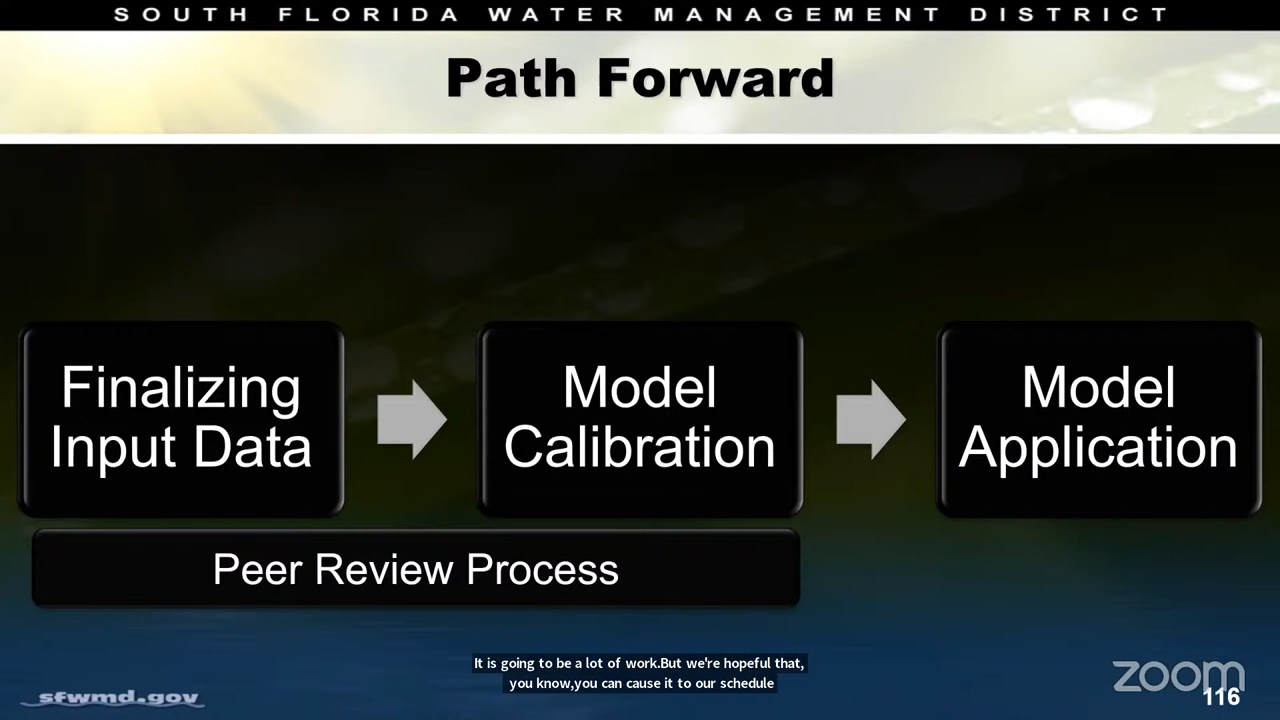 SOUTH FLORIDA WATER MANAGEMENT DISTRICT
Path Forward
Finalizing
Input Data
Model
Calibration
Model
Application
Peer Review Process
It is going to be a lot of work.But we're hopeful that,
you know,you can cause it to our schedule
sfwmd.gov
zoom
116